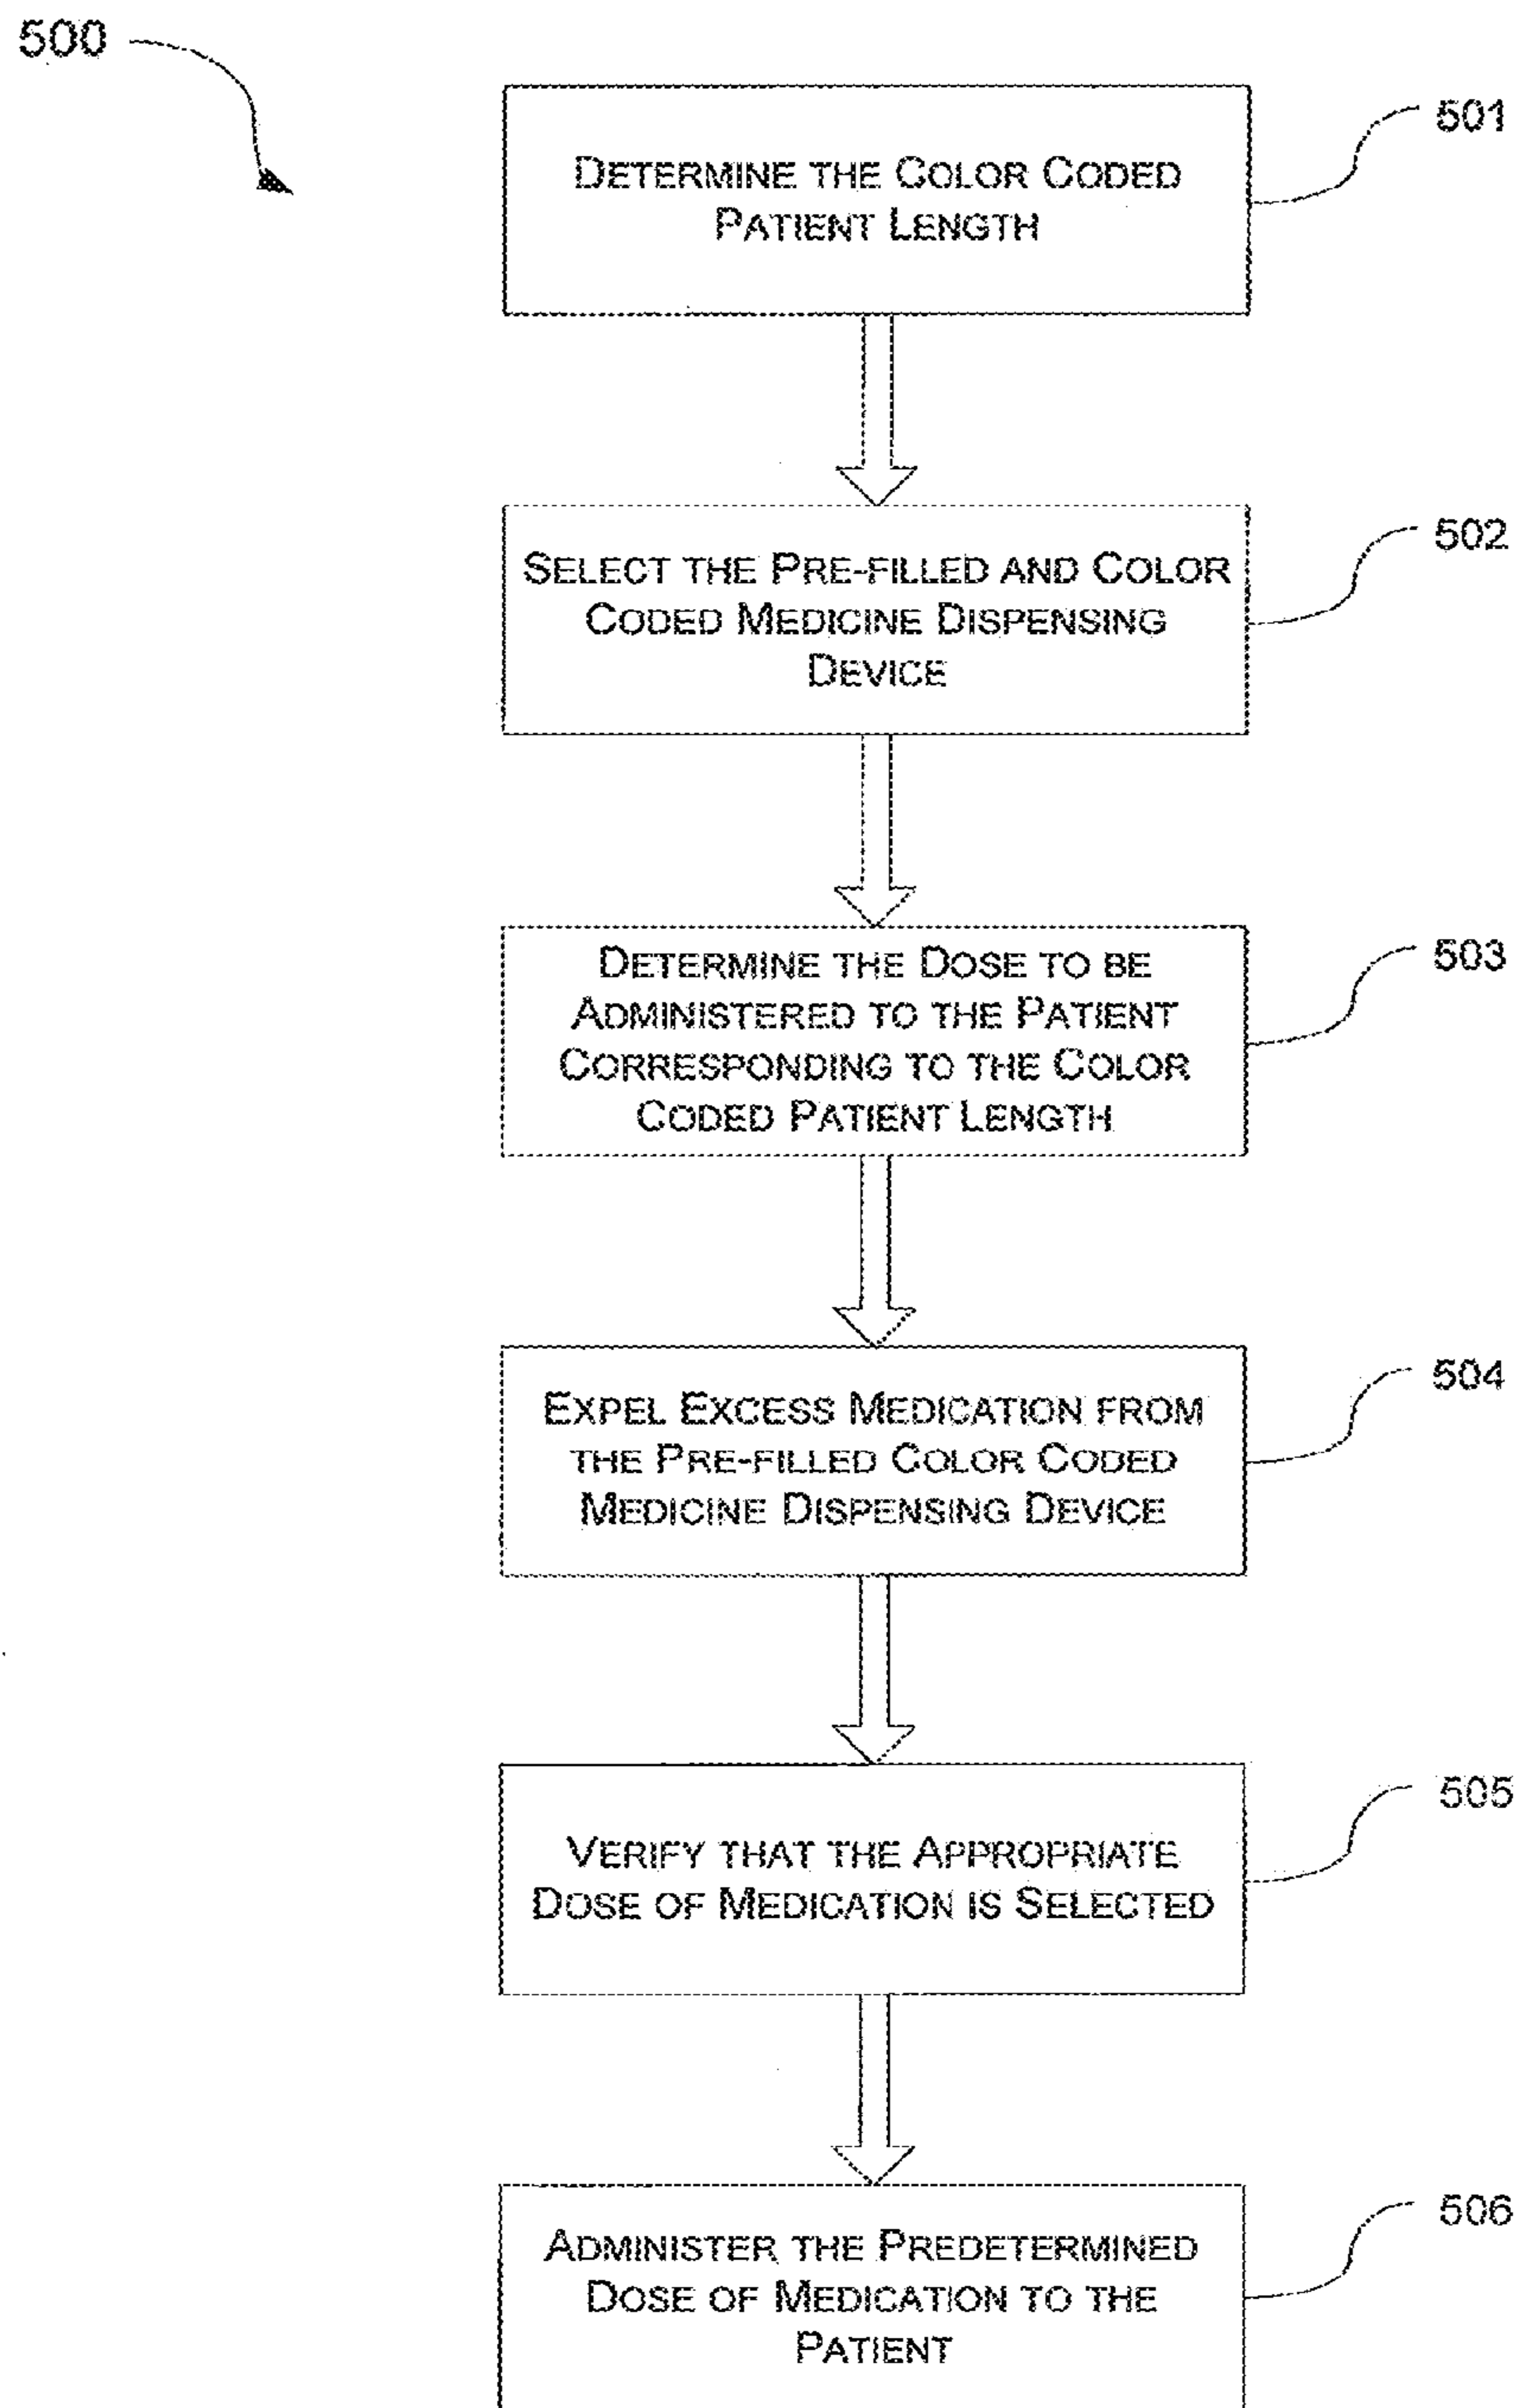 500
501
DETERMINE THE COLOR CODED
PATIENT LENGTH
502
SELECT THE PRE-FILLED AND COLOR
CODED MEDICINE DISPENSING
DEVICE
503
DETERMINE THE DOSE TO BE
ADMINISTERED TO THE PATIENT
CORRESPONDING TO THE COLOR
CODED PATIENT LENGTH
504
EXPEL EXCESS MEDICATION FROM
THE PRE-FILLED COLOR CODED
MEDICINE DISPENSING DEVICE
505
VERIFY THAT THE APPROPRIATE
DOSE OF MEDICATION IS SELECTED
506
ADMINISTER THE PREDETERMINED
DOSE OF MEDICATION TO THE
PATIENT